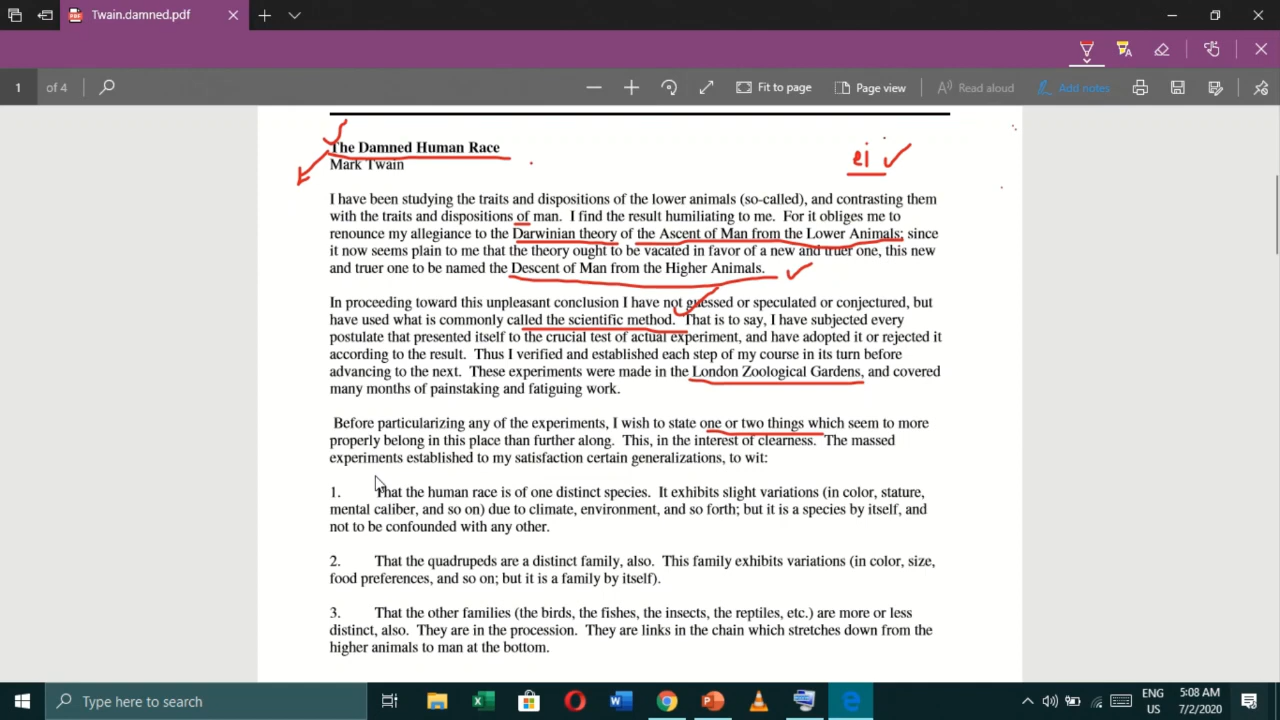 Twain.damned.pdf
1 of 4
Fit to page
Page view
Read aloud
Add notes
The Damned Human Race
Mark Twain
ei
I have been studying the traits and dispositions of the lower animals (so-called), and contrasting them
with the traits and dispositions of man. I find the result humiliating to me. For it obliges me to
renounce my allegiance to the Darwinian theory of the Ascent of Man from the Lower Animals; since
it now seems plain to me that the theory ought to be vacated in favor of a new and truer one, this new
and truer one to be named the Descent of Man from the Higher Animals.
In proceeding toward this unpleasant conclusion I have not guessed or speculated or conjectured, but
have used what is commonly called the scientific method. That is to say, I have subjected every
postulate that presented itself to the crucial test of actual experiment, and have adopted it or rejected it
according to the result. Thus I verified and established each step of my course in its turn before
advancing to the next. These experiments were made in the London Zoological Gardens, and covered
many months of painstaking and fatiguing work.
Before particularizing any of the experiments, I wish to state one or two things which seem to more
properly belong in this place than further along. This, in the interest of clearness. The massed
experiments established to my satisfaction certain generalizations, to wit:
1. That the human race is of one distinct species. It exhibits slight variations (in color, stature,
mental caliber, and so on) due to climate, environment, and so forth; but it is a species by itself, and
not to be confounded with any other.
2. That the quadrupeds are a distinct family, also. This family exhibits variations (in color, size,
food preferences, and so on; but it is a family by itself).
3. That the other families (the birds, the fishes, the insects, the reptiles, etc.) are more or less
distinct, also. They are in the procession. They are links in the chain which stretches down from the
higher animals to man at the bottom.
Type here to search
ENG
US
5:08 AM
7/2/2020